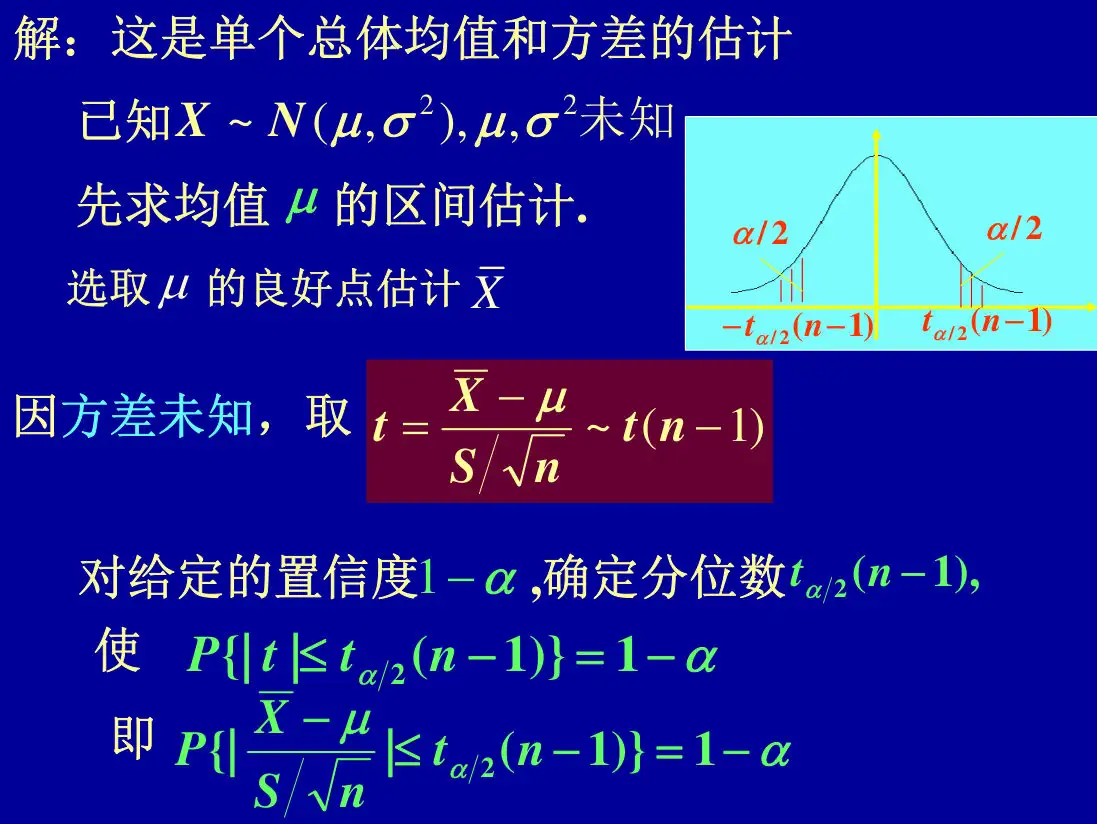 解：这是单个总体均值和方差的估计
已知 X ~ N(μ,σ²),μ,σ²未知
先求均值 μ 的区间估计.
选取 μ 的良好点估计 X̅
α/2 α/2
−t_{α/2}(n−1) t_{α/2}(n−1)
因方差未知，取 t = (X̅ − μ)/(S/√n) ~ t(n−1)
对给定的置信度1−α ,确定分位数t_{α/2}(n−1),
使 P{|t|≤ t_{α/2}(n−1)} = 1−α
即 P{|(X̅ − μ)/(S/√n)|≤ t_{α/2}(n−1)} = 1−α